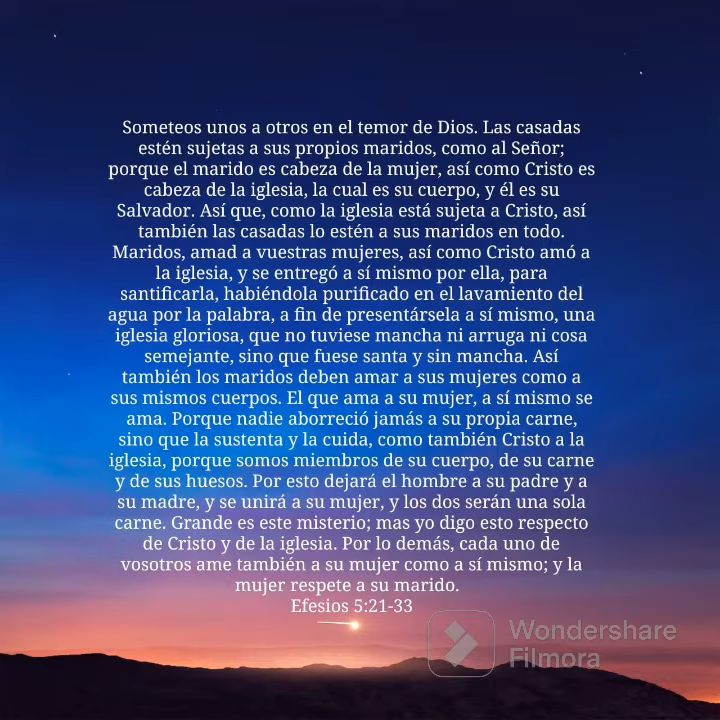 Someteos unos a otros en el temor de Dios. Las casadas
estén sujetas a sus propios maridos, como al Señor;
porque el marido es cabeza de la mujer, así como Cristo es
cabeza de la iglesia, la cual es su cuerpo, y él es su
Salvador. Así que, como la iglesia está sujeta a Cristo, así
también las casadas lo estén a sus maridos en todo.
Maridos, amad a vuestras mujeres, así como Cristo amó a
la iglesia, y se entregó a sí mismo por ella, para
santificarla, habiéndola purificado en el lavamiento del
agua por la palabra, a fin de presentársela a sí mismo, una
iglesia gloriosa, que no tuviese mancha ni arruga ni cosa
semejante, sino que fuese santa y sin mancha. Así
también los maridos deben amar a sus mujeres como a
sus mismos cuerpos. El que ama a su mujer, a sí mismo se
ama. Porque nadie aborreció jamás a su propia carne,
sino que la sustenta y la cuida, como también Cristo a la
iglesia, porque somos miembros de su cuerpo, de su carne
y de sus huesos. Por esto dejará el hombre a su padre y a
su madre, y se unirá a su mujer, y los dos serán una sola
carne. Grande es este misterio; mas yo digo esto respecto
de Cristo y de la iglesia. Por lo demás, cada uno de
vosotros ame también a su mujer como a sí mismo; y la
mujer respete a su marido.
Efesios 5:21-33
Wondershare
Filmora